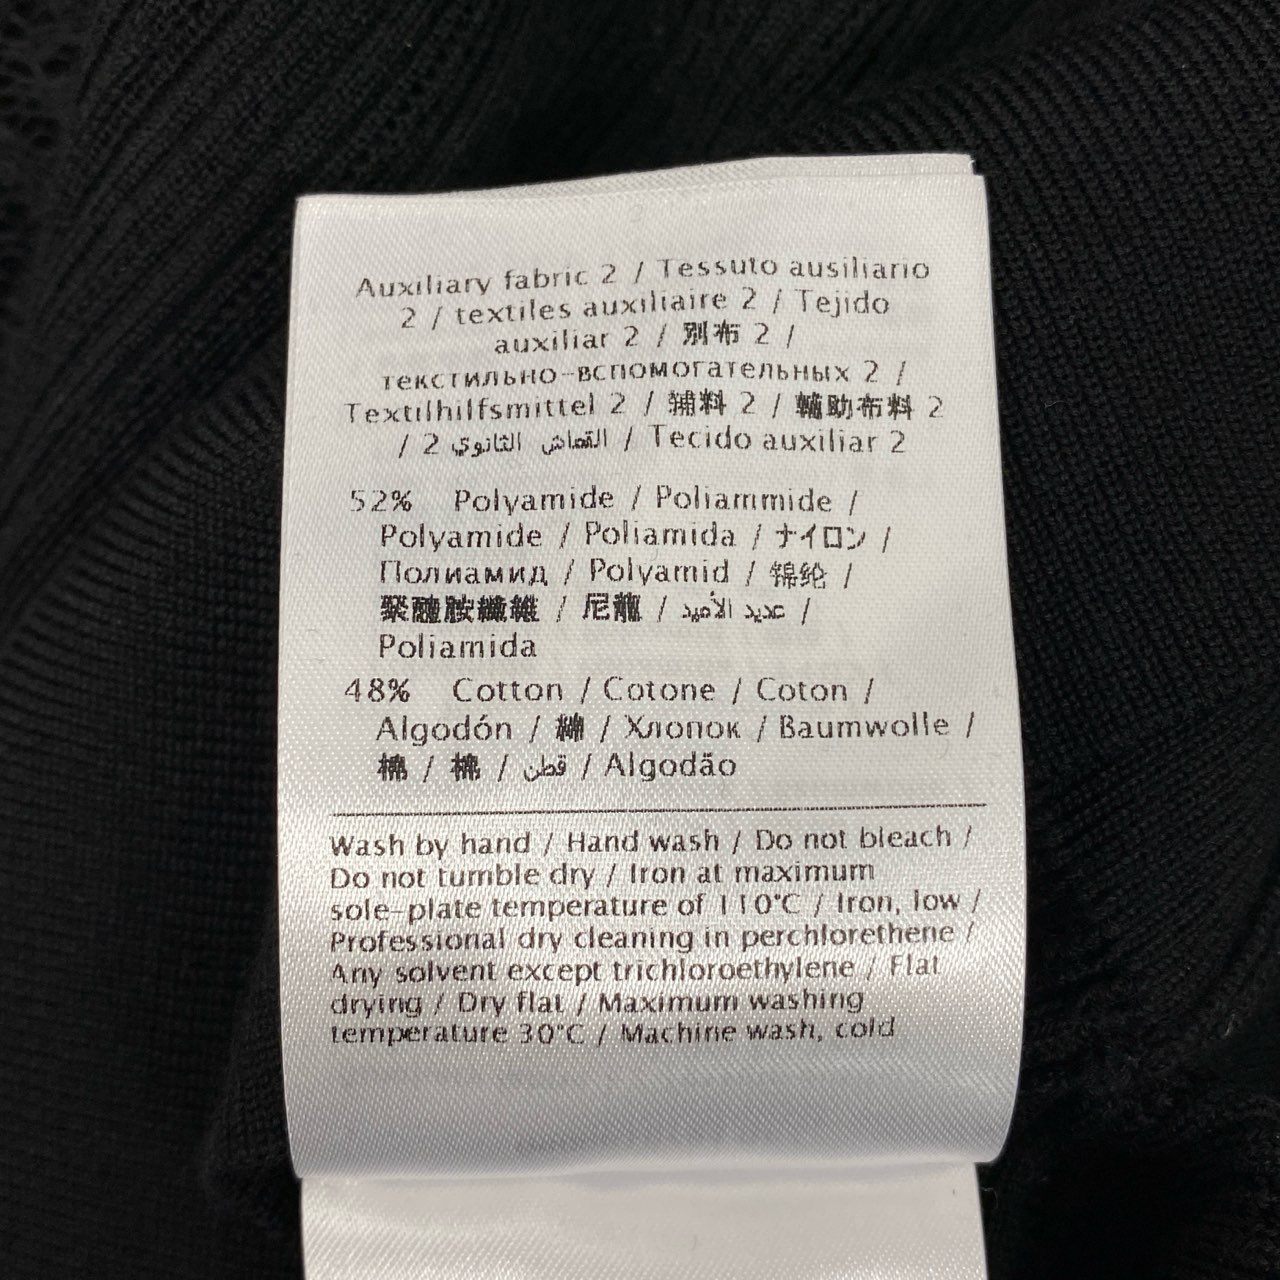 Auxiliary fabric 2 / Tessuto ausiliario
2 / textiles auxiliaire 2 / Tejido
auxiliar 2 / 別布 2 /
текстильно-вспомогательных 2 /
Textilhilfsmittel 2 / 辅料 2 / 輔助布料 2
/ 2 القماش الثانوي / Tecido auxiliar 2
52% Polyamide / Poliammide /
Polyamide / Poliamida / ナイロン /
Полиамид / Polyamid / 锦纶 /
聚醯胺纖維 / 尼龍 / عديد الأميد /
Poliamida
48% Cotton / Cotone / Coton /
Algodón / 綿 / Хлопок / Baumwolle /
棉 / 棉 / قطن / Algodão
Wash by hand / Hand wash / Do not bleach /
Do not tumble dry / Iron at maximum
sole-plate temperature of 110°C / Iron, low /
Professional dry cleaning in perchlorethene /
Any solvent except trichloroethylene / Flat
drying / Dry flat / Maximum washing
temperature 30°C / Machine wash, cold